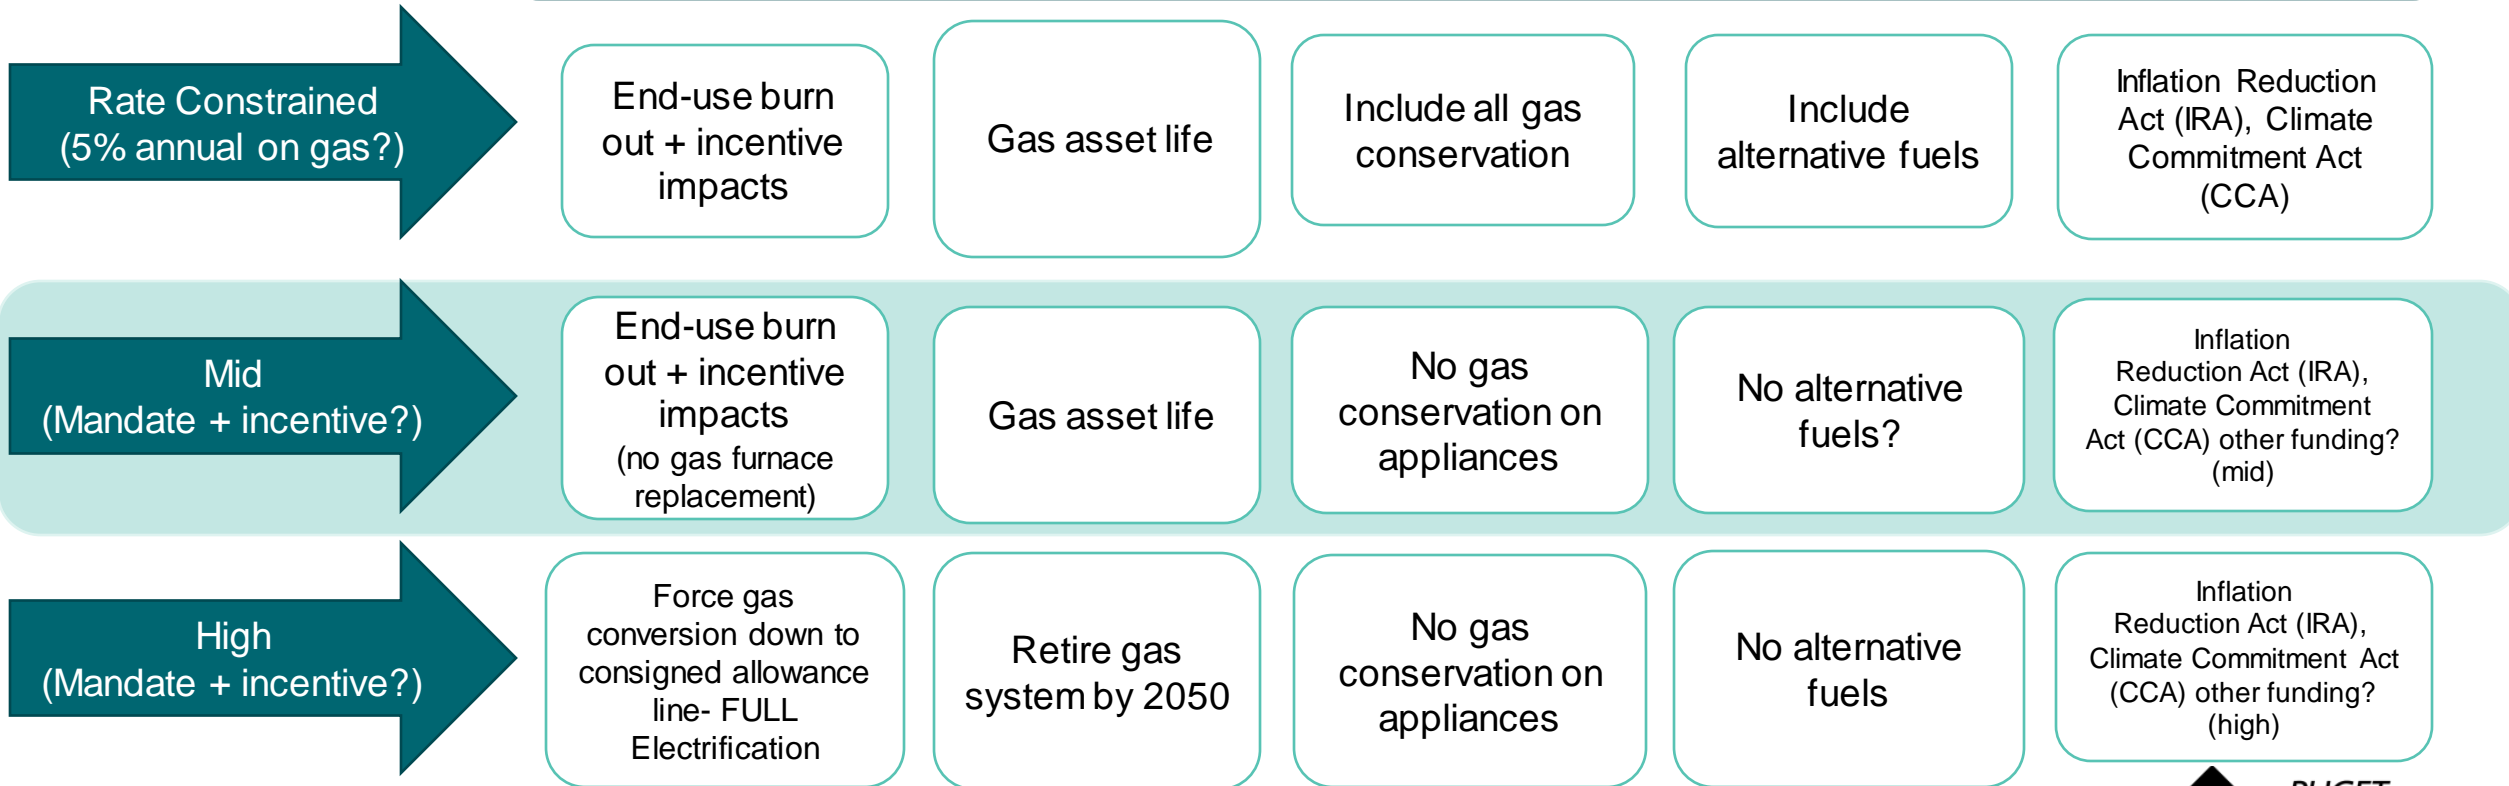 Rate Constrained
(5% annual on gas?)
End-use burn
out + incentive
impacts
Gas asset life
Include all gas
conservation
Include
alternative fuels
Inflation Reduction
Act (IRA), Climate
Commitment Act
(CCA)
Mid
(Mandate + incentive?)
End-use burn
out + incentive
impacts
(no gas furnace
replacement)
Gas asset life
No gas
conservation on
appliances
No alternative
fuels?
Inflation
Reduction Act (IRA),
Climate Commitment
Act (CCA) other funding?
(mid)
High
(Mandate + incentive?)
Force gas
conversion down to
consigned allowance
line- FULL
Electrification
Retire gas
system by 2050
No gas
conservation on
appliances
No alternative
fuels
Inflation
Reduction Act (IRA),
Climate Commitment Act
(CCA) other funding?
(high)
PUGET